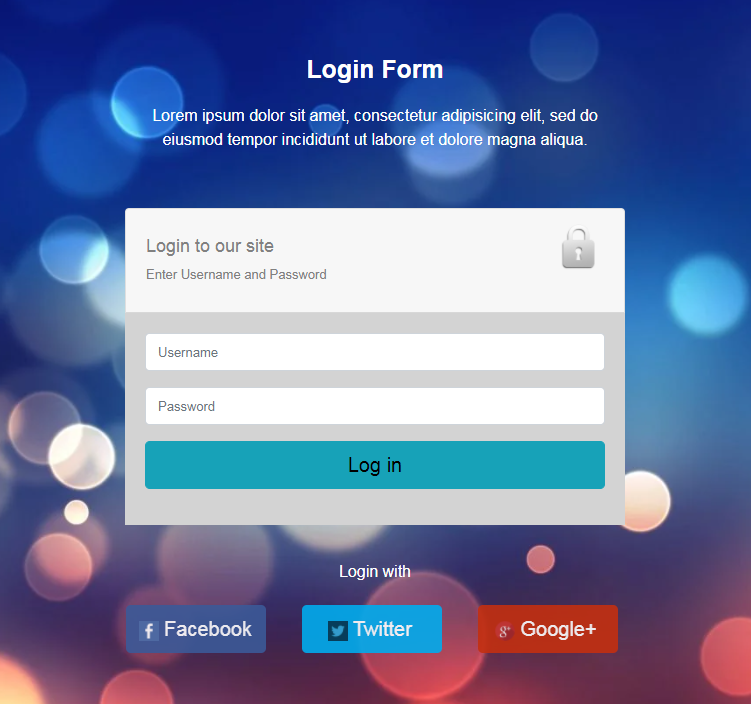 Login Form
Lorem ipsum dolor sit amet, consectetur adipisicing elit, sed do
eiusmod tempor incididunt ut labore et dolore magna aliqua.
Login to our site
Enter Username and Password
Username
Password
Log in
Login with
Facebook
Twitter
Google+